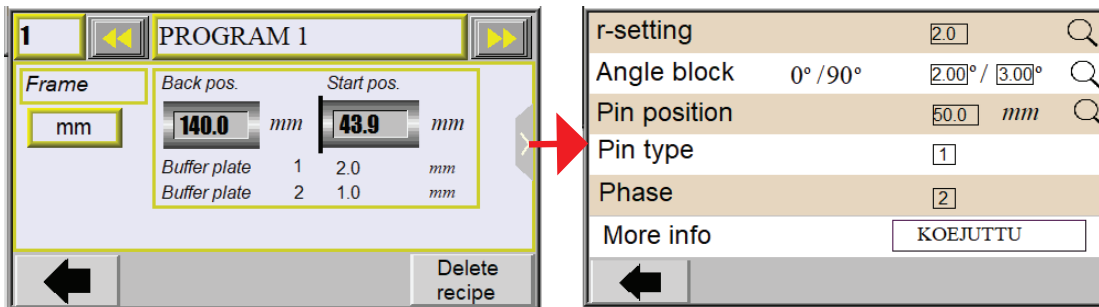 1 PROGRAM 1
Frame
mm
Back pos. Start pos.
140.0 mm 43.9 mm
Buffer plate 1 2.0 mm
Buffer plate 2 1.0 mm
Delete
recipe
r-setting 2.0
Angle block 0° /90° 2.00° / 3.00°
Pin position 50.0 mm
Pin type 1
Phase 2
More info KOEJUTTU